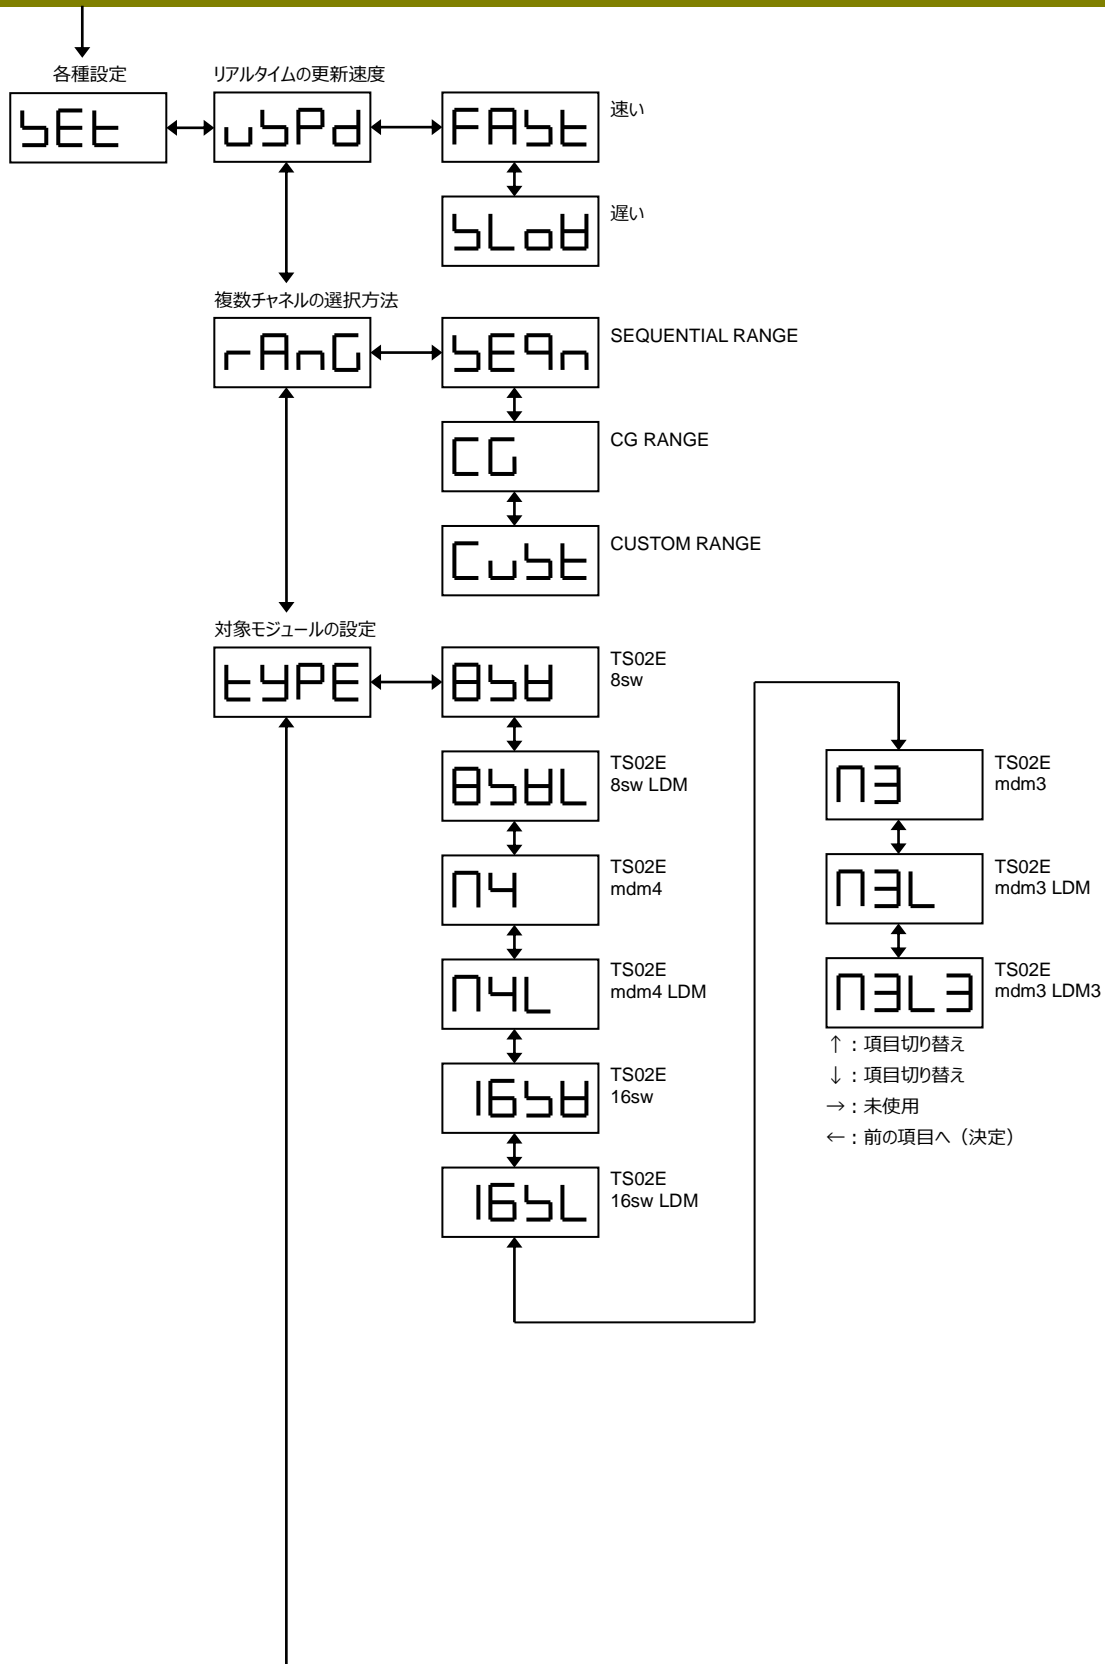 各種設定
SEt
リアルタイムの更新速度
uSPd
FASt
速い
SLoW
遅い
複数チャネルの選択方法
rAnG
SEqn
SEQUENTIAL RANGE
CG
CG RANGE
CuSt
CUSTOM RANGE
対象モジュールの設定
tyPE
8SW
TS02E
8sw
8SWL
TS02E
8sw LDM
M4
TS02E
mdm4
M4L
TS02E
mdm4 LDM
16SW
TS02E
16sw
16SL
TS02E
16sw LDM
M3
TS02E
mdm3
M3L
TS02E
mdm3 LDM
M3L3
TS02E
mdm3 LDM3
↑：項目切り替え
↓：項目切り替え
→：未使用
←：前の項目へ（決定）